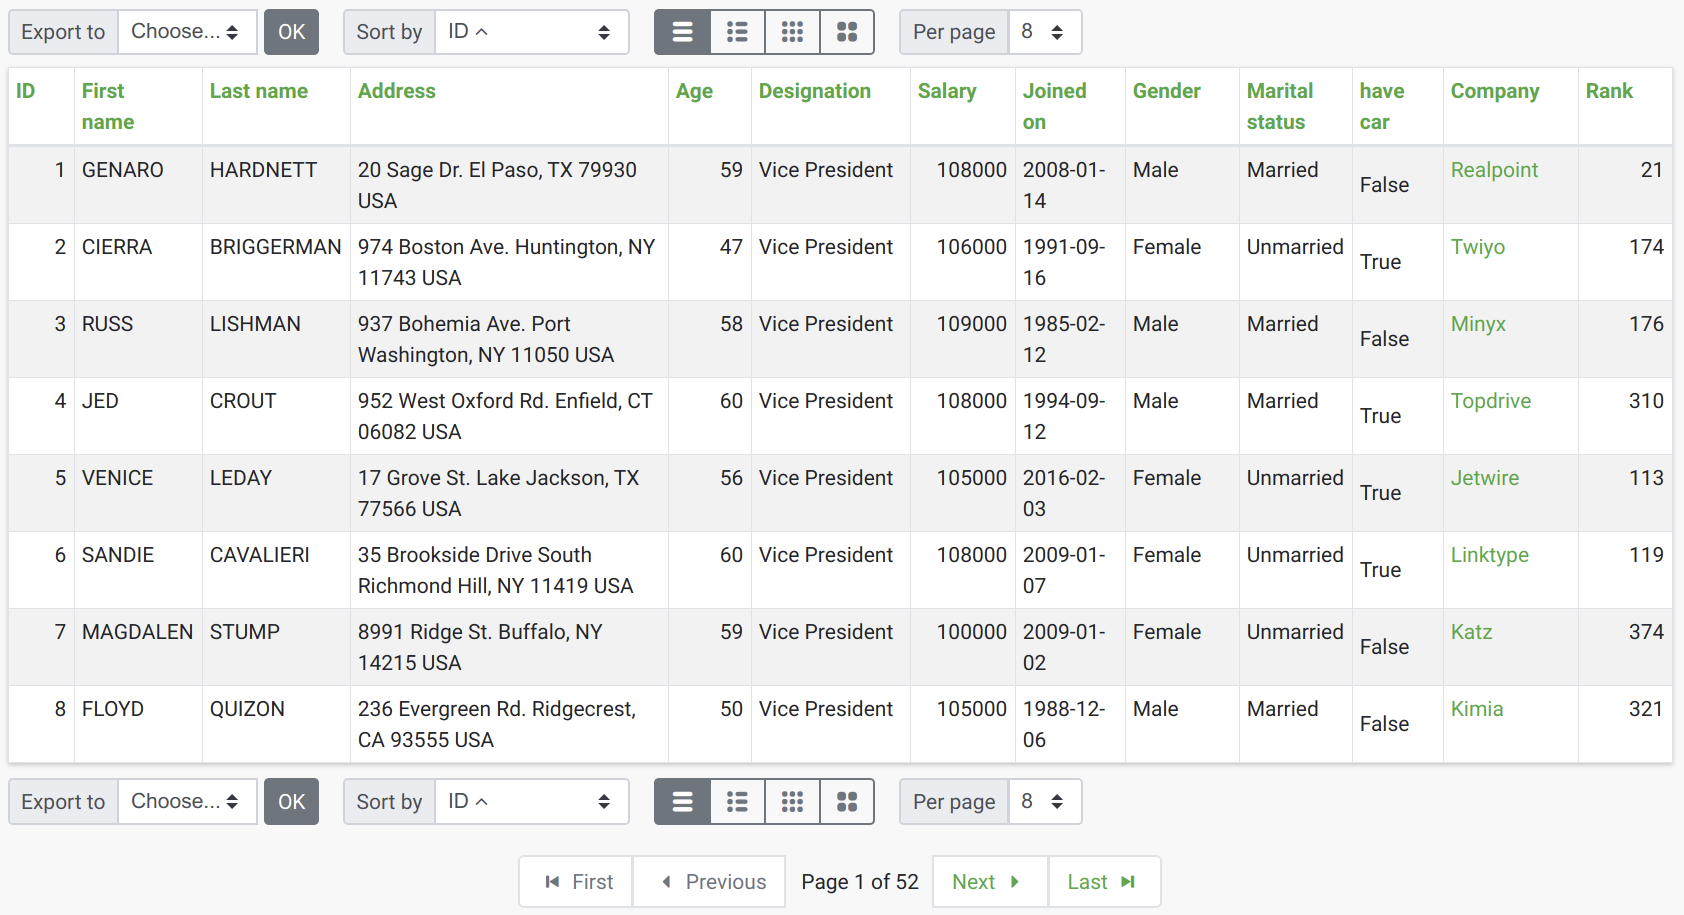 Export to Choose... OK Sort by ID Per page 8
ID First Last name Address Age Designation Salary Joined Gender Marital have Company Rank
name on status car
1 GENARO HARDNETT 20 Sage Dr. El Paso, TX 79930 59 Vice President 108000 2008-01- Male Married False Realpoint 21
USA 14
2 CIERRA BRIGGERMAN 974 Boston Ave. Huntington, NY 47 Vice President 106000 1991-09- Female Unmarried True Twiyo 174
11743 USA 16
3 RUSS LISHMAN 937 Bohemia Ave. Port 58 Vice President 109000 1985-02- Male Married False Minyx 176
Washington, NY 11050 USA 12
4 JED CROUT 952 West Oxford Rd. Enfield, CT 60 Vice President 108000 1994-09- Male Married True Topdrive 310
06082 USA 12
5 VENICE LEDAY 17 Grove St. Lake Jackson, TX 56 Vice President 105000 2016-02- Female Unmarried True Jetwire 113
77566 USA 03
6 SANDIE CAVALIERI 35 Brookside Drive South 60 Vice President 108000 2009-01- Female Unmarried True Linktype 119
Richmond Hill, NY 11419 USA 07
7 MAGDALEN STUMP 8991 Ridge St. Buffalo, NY 59 Vice President 100000 2009-01- Female Unmarried False Katz 374
14215 USA 02
8 FLOYD QUIZON 236 Evergreen Rd. Ridgecrest, 50 Vice President 105000 1988-12- Male Married False Kimia 321
CA 93555 USA 06
Export to Choose... OK Sort by ID Per page 8
First Previous Page 1 of 52 Next Last